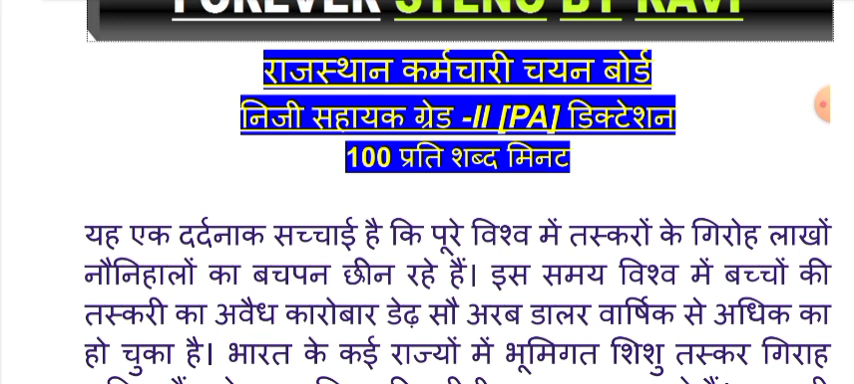 FOREVER STENO BY RAVI
राजस्थान कर्मचारी चयन बोर्ड
निजी सहायक ग्रेड -II [PA] डिक्टेशन
100 प्रति शब्द मिनट
यह एक दर्दनाक सच्चाई है कि पूरे विश्व में तस्करों के गिरोह लाखों
नौनिहालों का बचपन छीन रहे हैं। इस समय विश्व में बच्चों की
तस्करी का अवैध कारोबार डेढ़ सौ अरब डालर वार्षिक से अधिक का
हो चुका है। भारत के कई राज्यों में भूमिगत शिशु तस्कर गिराह